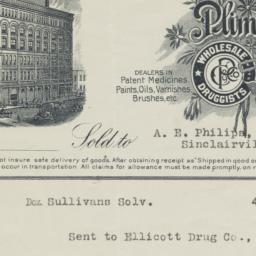 Plim
WHOLESALE
DRUGGISTS
DEALERS IN
Patent Medicines
Paints, Oils, Varnishes
Brushes, etc.
Sold to
A. E. Philips,
Sinclairvil
not insure safe delivery of goods. After obtaining receipt as "Shipped in good o
occur in transportation. All claims for allowance must be made promptly, on r
Doz Sullivans Solv. 4
Sent to Ellicott Drug Co.,